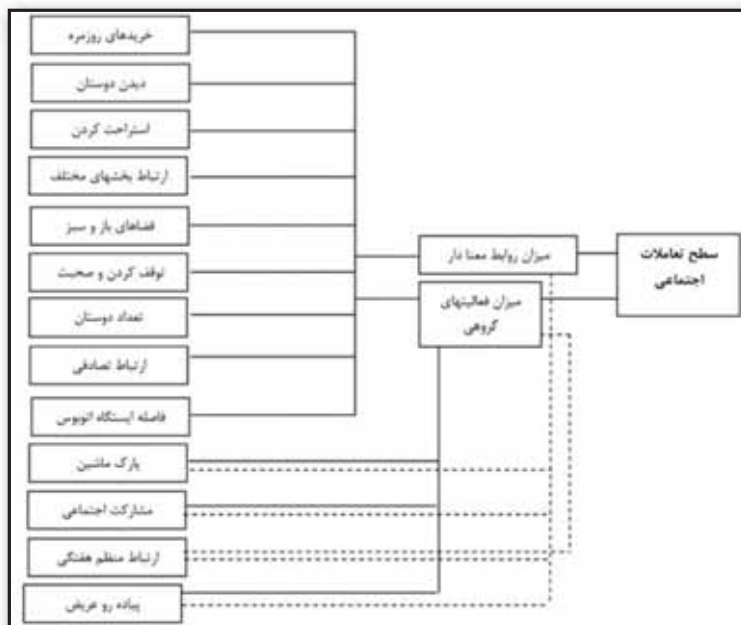 خریدهای روزمره
دیدن دوستان
استراحت کردن
ارتباط بخشهای مختلف
فضاهای باز و سبز
توقف کردن و صحبت
تعداد دوستان
ارتباط تصادفی
فاصله ایستگاه اتوبوس
پارک ماشین
مشارکت اجتماعی
ارتباط منظم هفتگی
پیاده رو عریض
میزان روابط معنا دار
میزان فعالیتهای
گروهی
سطح تعاملات
اجتماعی